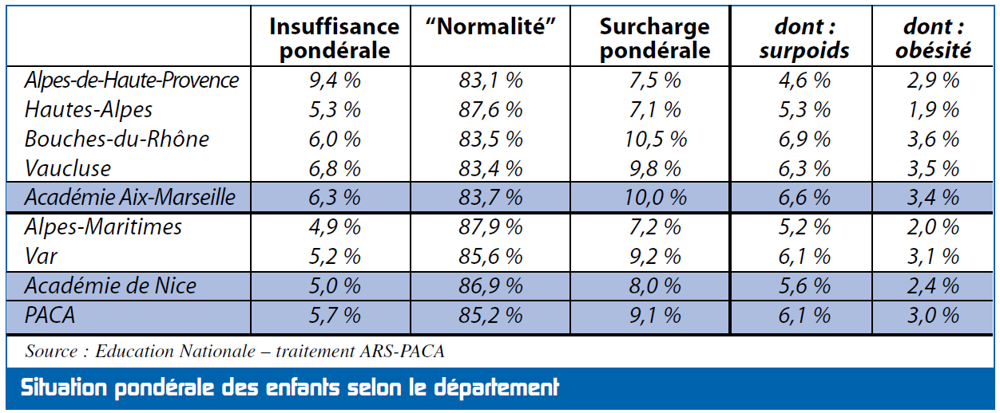 Insuffisance pondérale “Normalité” Surcharge pondérale dont : surpoids dont : obésité
Alpes-de-Haute-Provence 9,4 % 83,1 % 7,5 % 4,6 % 2,9 %
Hautes-Alpes 5,3 % 87,6 % 7,1 % 5,3 % 1,9 %
Bouches-du-Rhône 6,0 % 83,5 % 10,5 % 6,9 % 3,6 %
Vaucluse 6,8 % 83,4 % 9,8 % 6,3 % 3,5 %
Académie Aix-Marseille 6,3 % 83,7 % 10,0 % 6,6 % 3,4 %
Alpes-Maritimes 4,9 % 87,9 % 7,2 % 5,2 % 2,0 %
Var 5,2 % 85,6 % 9,2 % 6,1 % 3,1 %
Académie de Nice 5,0 % 86,9 % 8,0 % 5,6 % 2,4 %
PACA 5,7 % 85,2 % 9,1 % 6,1 % 3,0 %
Source : Education Nationale – traitement ARS-PACA
Situation pondérale des enfants selon le département